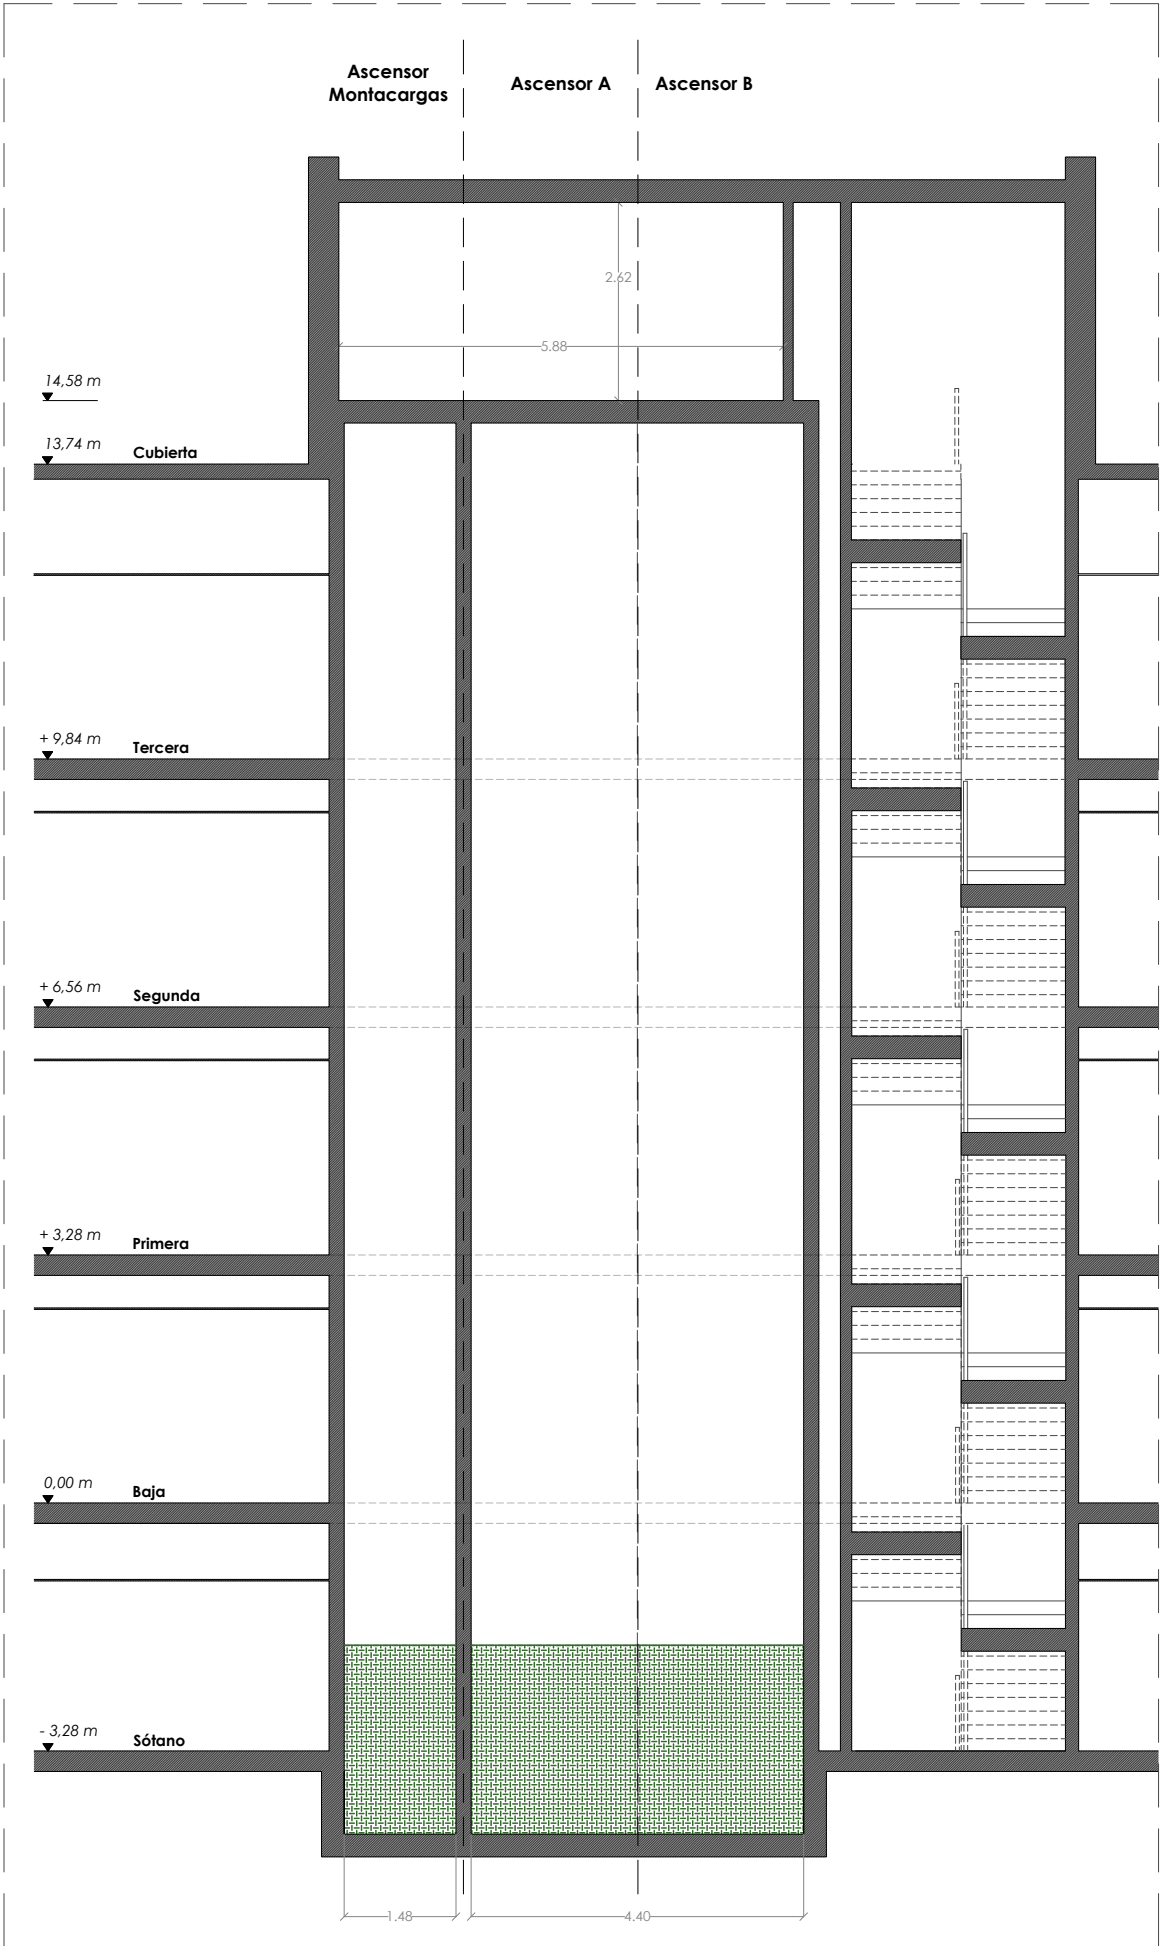 Ascensor
Montacargas
Ascensor A
Ascensor B
2.62
5.88
14,58 m
13,74 m
Cubierta
+ 9,84 m
Tercera
+ 6,56 m
Segunda
+ 3,28 m
Primera
0,00 m
Baja
- 3,28 m
Sótano
1.48
4.40